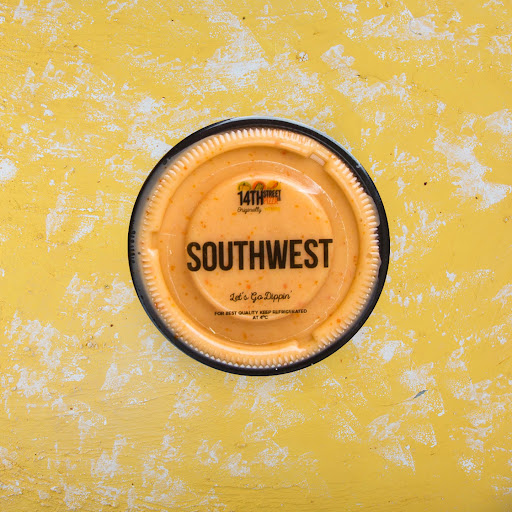 14TH STREET
Originally
SOUTHWEST
Let's Go Dippin
FOR BEST QUALITY KEEP REFRIGERATED
AT 4°C